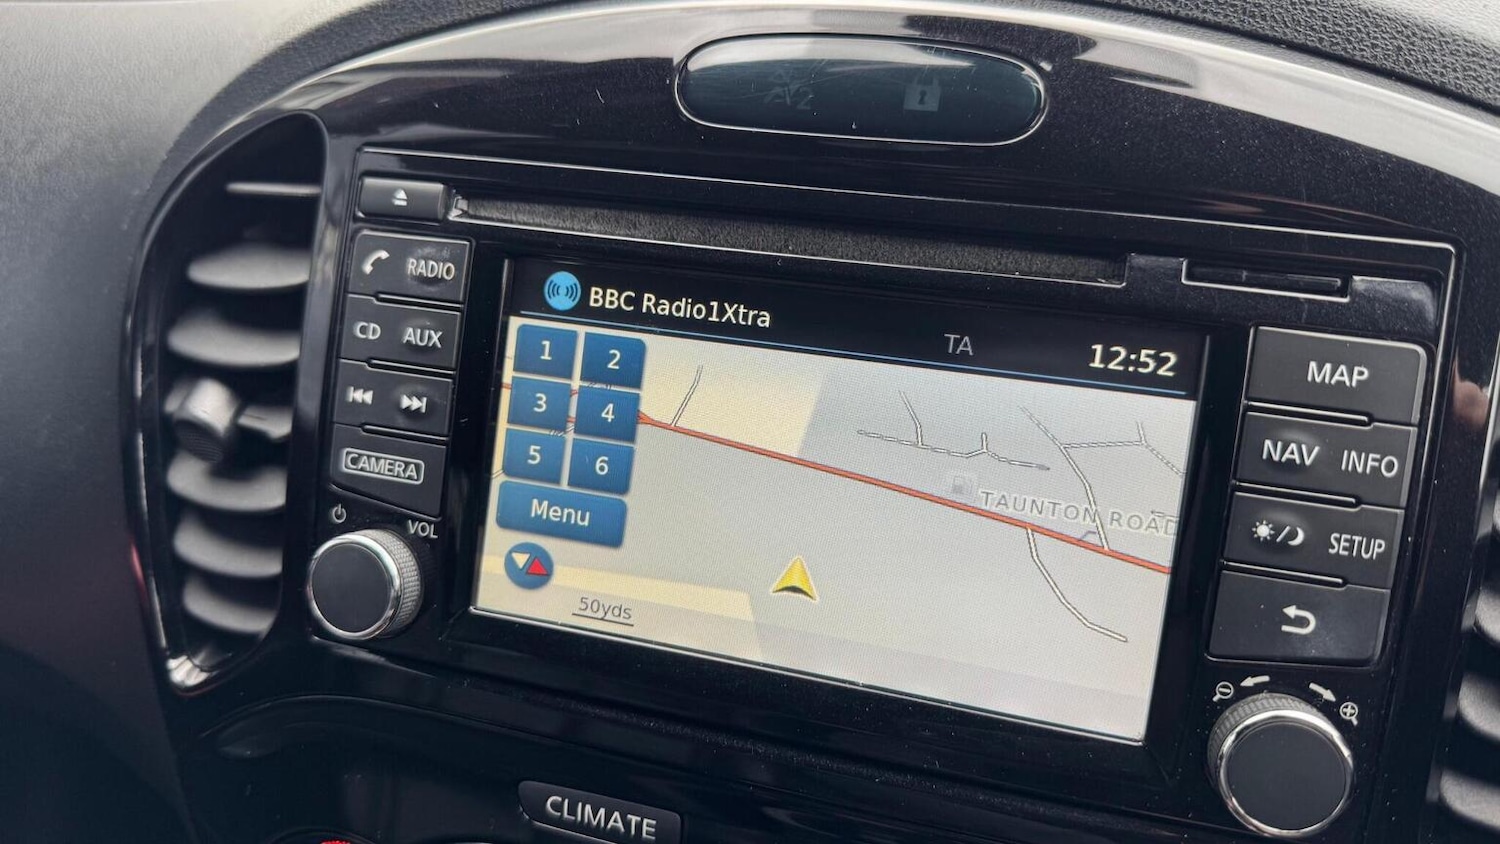 RADIO
CD AUX
CAMERA
VOL
BBC Radio1Xtra
TA
12:52
1 2
3 4
5 6
Menu
50yds
TAUNTON ROAD
MAP
NAV INFO
SETUP
CLIMATE